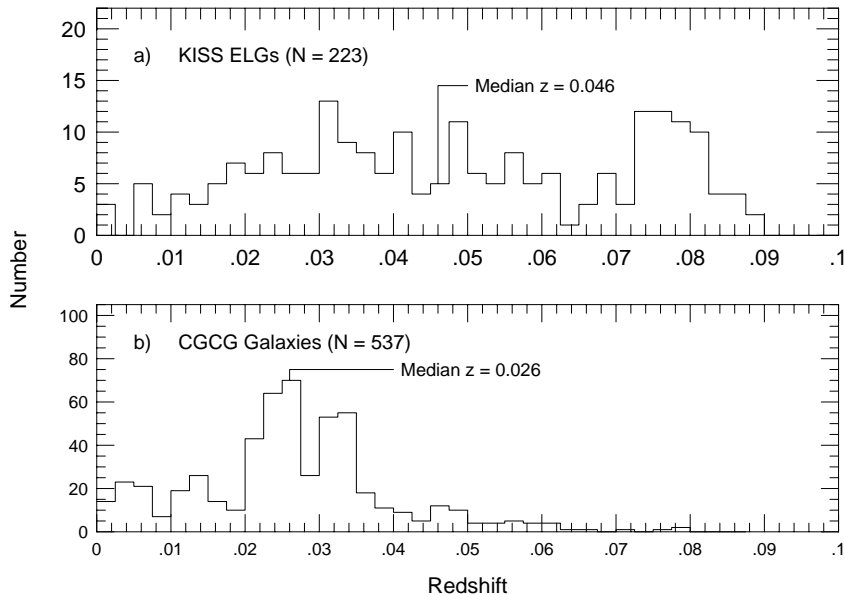 20
15
10
5
0
a) KISS ELGs (N = 223)
Median z = 0.046
0 .01 .02 .03 .04 .05 .06 .07 .08 .09 .1
Number
100
80
60
40
20
0
b) CGCG Galaxies (N = 537)
Median z = 0.026
0 .01 .02 .03 .04 .05 .06 .07 .08 .09 .1
Redshift